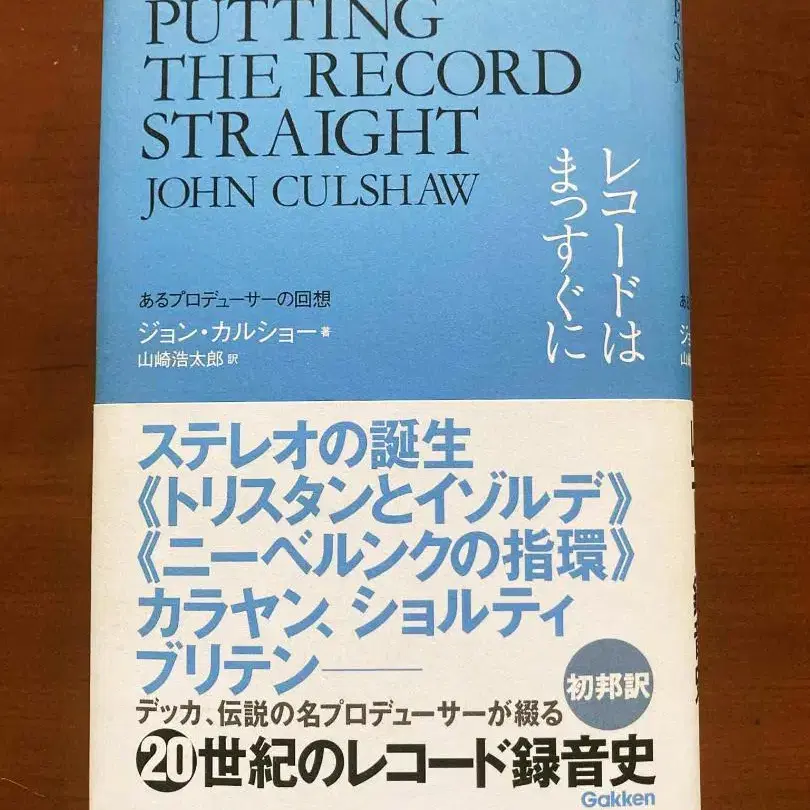 PUTTING
THE RECORD
STRAIGHT
JOHN CULSHAW
レコードは
まっすぐに
あるプロデューサーの回想
ジョン・カルショー 著
山崎浩太郎 訳
ステレオの誕生
《トリスタンとイゾルデ》
《ニーベルンクの指環》
カラヤン、ショルティ
ブリテン――
初邦訳
デッカ、伝説の名プロデューサーが綴る
20世紀のレコード録音史
Gakken